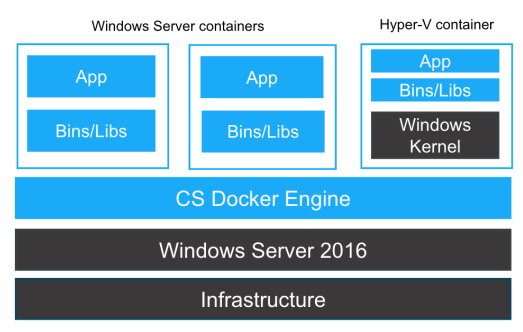 Windows Server containers
Hyper-V container
App
Bins/Libs
App
Bins/Libs
App
Bins/Libs
Windows
Kernel
CS Docker Engine
Windows Server 2016
Infrastructure